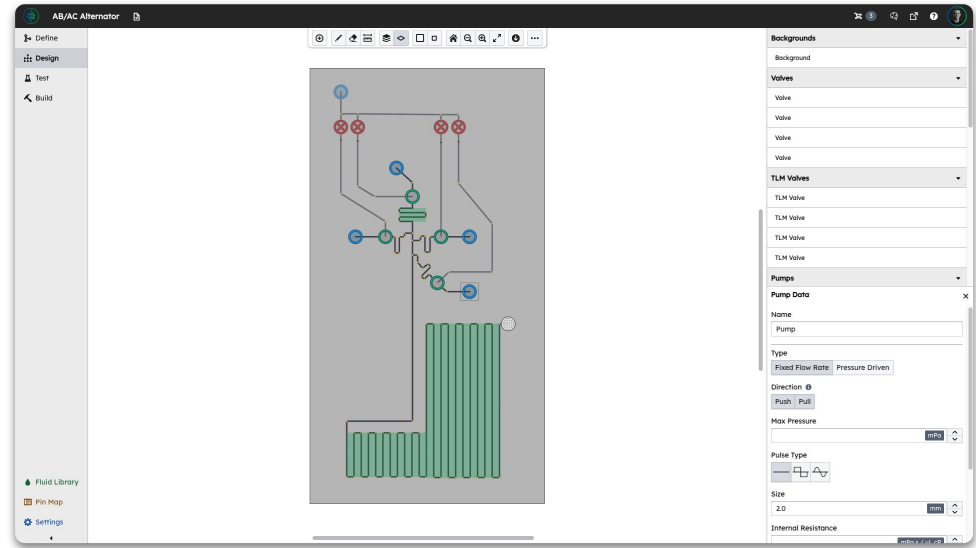 AB/AC Alternator
3
Define
Design
Test
Build
Fluid Library
Pin Map
Settings
Backgrounds
Background
Valves
Valve
Valve
Valve
Valve
TLM Valves
TLM Valve
TLM Valve
TLM Valve
TLM Valve
Pumps
Pump Data
Name
Pump
Type
Fixed Flow Rate Pressure Driven
Direction
Push Pull
Max Pressure
mPa
Pulse Type
Size
2.0 mm
Internal Resistance